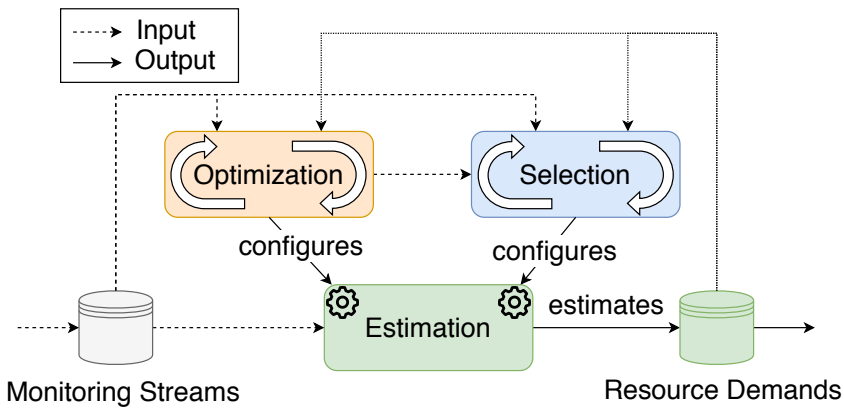 Input
Output
Optimization
Selection
configures
configures
Estimation
estimates
Monitoring Streams
Resource Demands